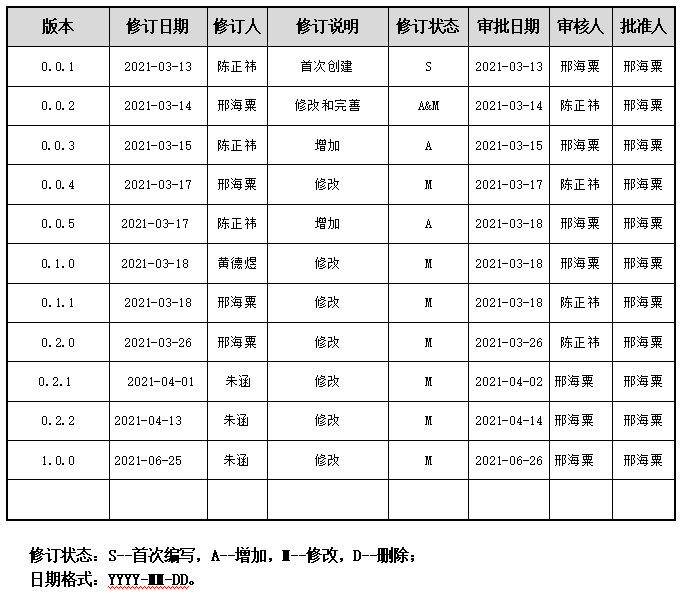 版本 修订日期 修订人 修订说明 修订状态 审批日期 审核人 批准人
0.0.1 2021-03-13 陈正祎 首次创建 S 2021-03-13 邢海粟 邢海粟
0.0.2 2021-03-14 邢海粟 修改和完善 A&M 2021-03-14 陈正祎 邢海粟
0.0.3 2021-03-15 陈正祎 增加 A 2021-03-15 邢海粟 邢海粟
0.0.4 2021-03-17 邢海粟 修改 M 2021-03-17 陈正祎 邢海粟
0.0.5 2021-03-17 陈正祎 增加 A 2021-03-18 邢海粟 邢海粟
0.1.0 2021-03-18 黄德煜 修改 M 2021-03-18 邢海粟 邢海粟
0.1.1 2021-03-18 邢海粟 修改 M 2021-03-18 陈正祎 邢海粟
0.2.0 2021-03-26 邢海粟 修改 M 2021-03-26 陈正祎 邢海粟
0.2.1 2021-04-01 朱涵 修改 M 2021-04-02 邢海粟 邢海粟
0.2.2 2021-04-13 朱涵 修改 M 2021-04-14 邢海粟 邢海粟
1.0.0 2021-06-25 朱涵 修改 M 2021-06-26 邢海粟 邢海粟
修订状态：S--首次编写，A--增加，M--修改，D--删除；
日期格式：YYYY-MM-DD。